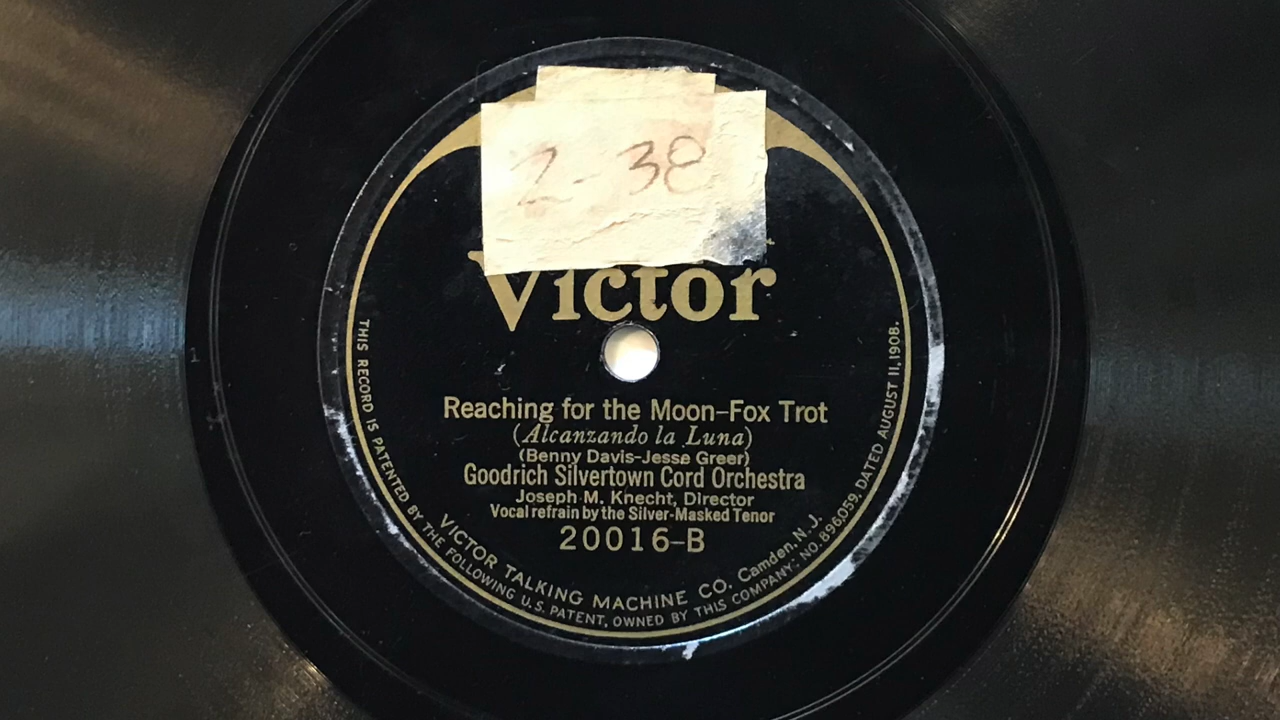 2-38
Victor
Reaching for the Moon-Fox Trot
(Alcanzando la Luna)
(Benny Davis-Jesse Greer)
Goodrich Silvertown Cord Orchestra
Joseph M. Knecht, Director
Vocal refrain by the Silver-Masked Tenor
20016-B
VICTOR TALKING MACHINE CO. Camden, N. J.
THIS RECORD IS PATENTED BY THE FOLLOWING U.S. PATENT, OWNED BY THIS COMPANY: NO. 896,059. DATED AUGUST 11, 1908.